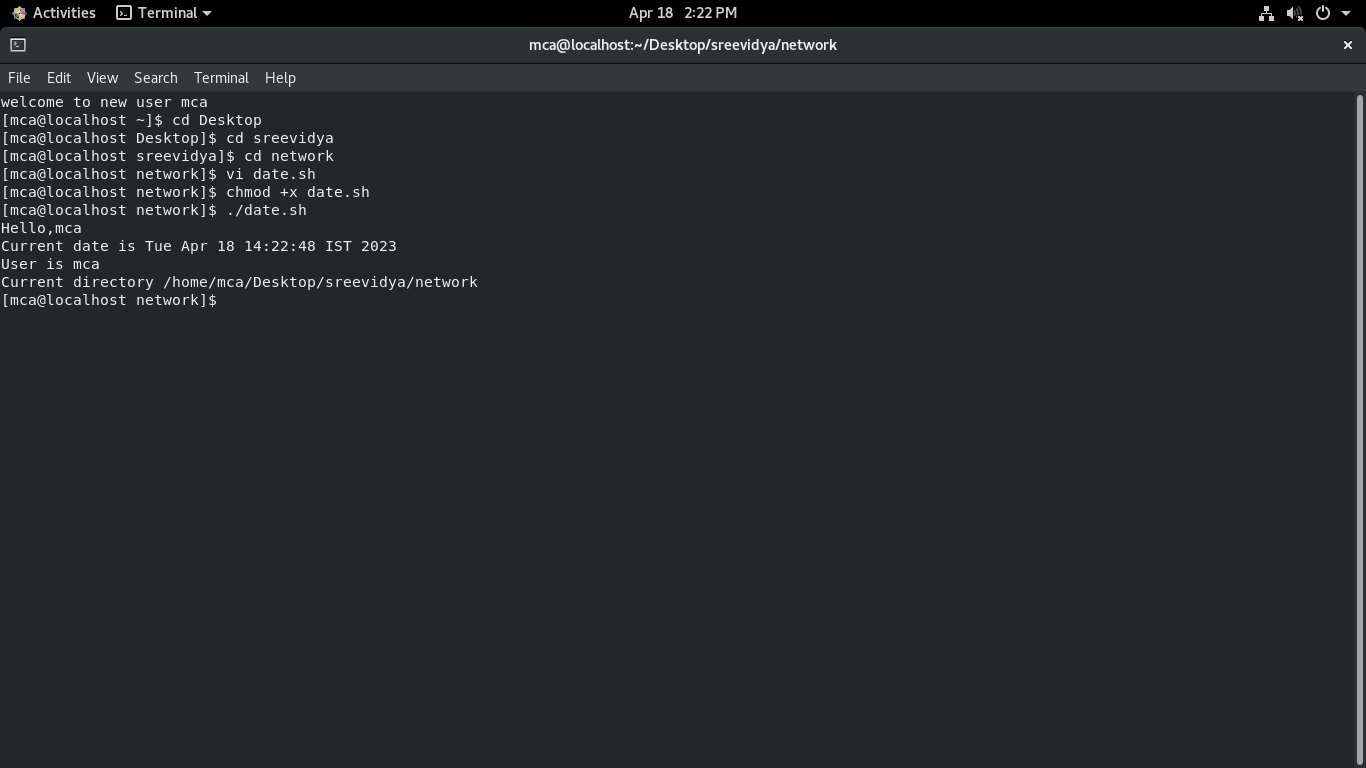 Activities Terminal Apr 18 2:22 PM
mca@localhost:~/Desktop/sreevidya/network
File Edit View Search Terminal Help
welcome to new user mca
[mca@localhost ~]$ cd Desktop
[mca@localhost Desktop]$ cd sreevidya
[mca@localhost sreevidya]$ cd network
[mca@localhost network]$ vi date.sh
[mca@localhost network]$ chmod +x date.sh
[mca@localhost network]$ ./date.sh
Hello,mca
Current date is Tue Apr 18 14:22:48 IST 2023
User is mca
Current directory /home/mca/Desktop/sreevidya/network
[mca@localhost network]$